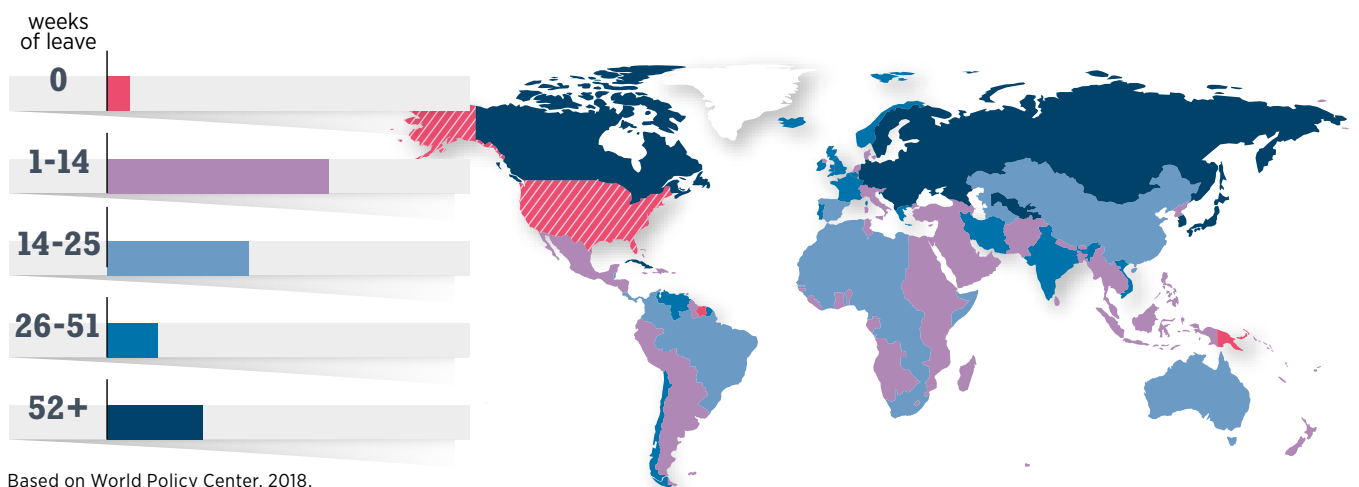 weeks
of leave
0
1-14
14-25
26-51
52+
Based on World Policy Center, 2018.